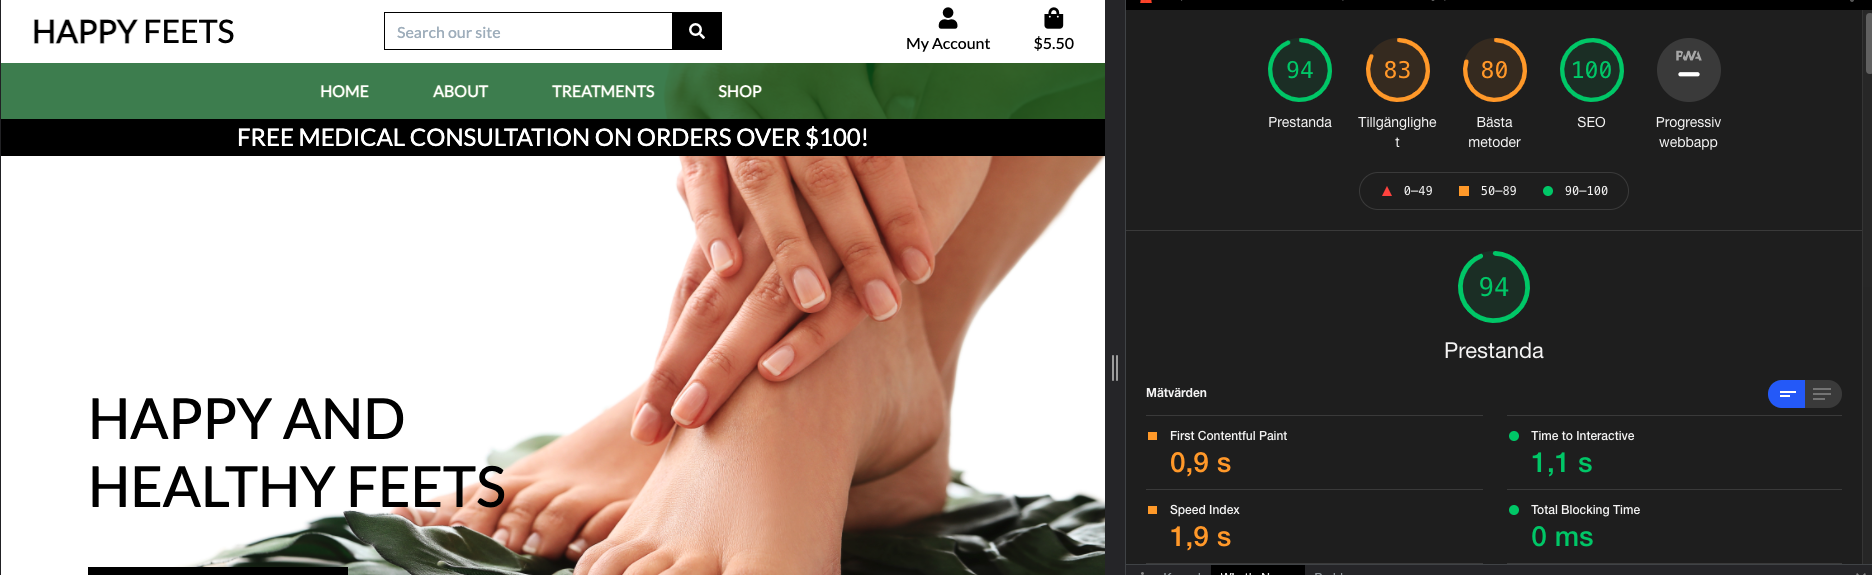 HAPPY FEETS
Search our site
My Account
$5.50
HOME
ABOUT
TREATMENTS
SHOP
FREE MEDICAL CONSULTATION ON ORDERS OVER $100!
HAPPY AND
HEALTHY FEETS
94
83
80
100
PWA
Prestanda
Tillgänglighe
t
Bästa
metoder
SEO
Progressiv
webbapp
0–49
50–89
90–100
94
Prestanda
Mätvärden
First Contentful Paint
0,9 s
Time to Interactive
1,1 s
Speed Index
1,9 s
Total Blocking Time
0 ms